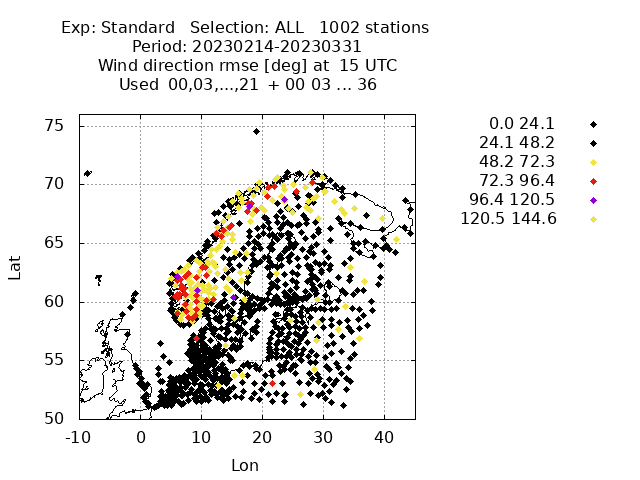 Exp: Standard   Selection: ALL   1002 stations
Period: 20230214-20230331
Wind direction rmse [deg] at  15 UTC
Used  00,03,...,21  + 00 03 ... 36
0.0 24.1
24.1 48.2
48.2 72.3
72.3 96.4
96.4 120.5
120.5 144.6
75
70
65
60
55
50
Lat
-10 0 10 20 30 40
Lon